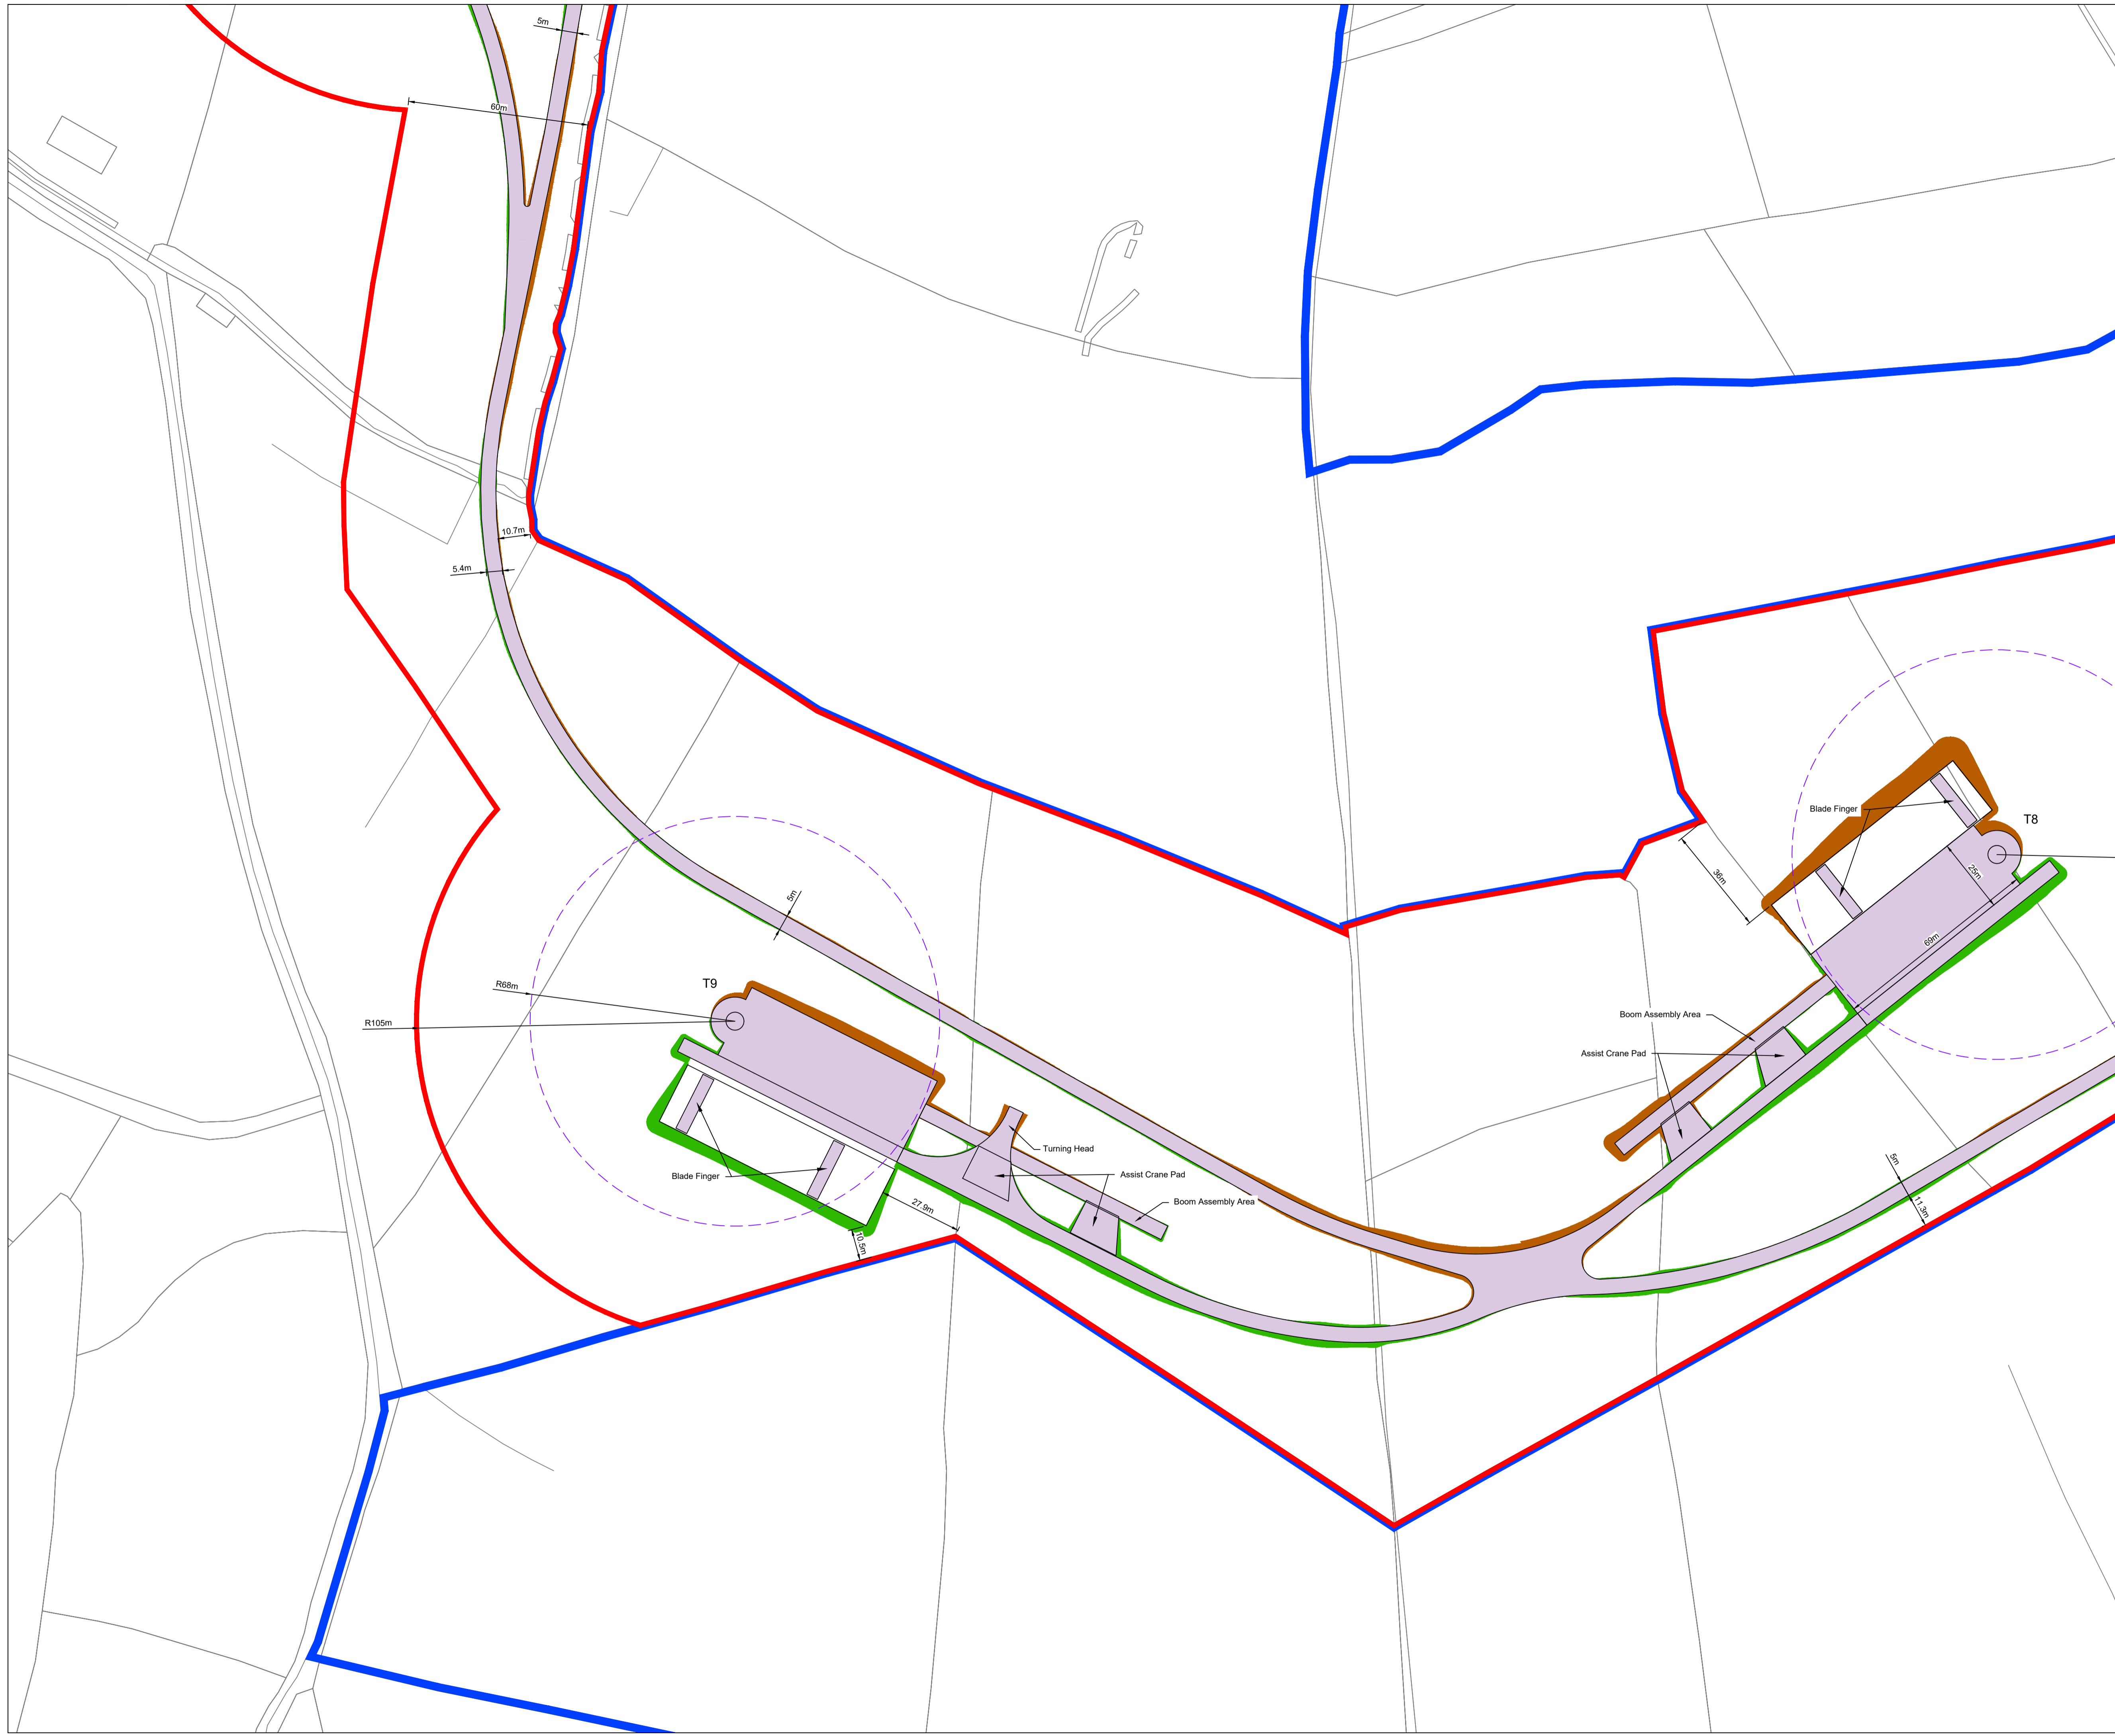 5m
60m
10.7m
5.4m
Blade Finger
T8
36m
25m
5m
69m
T9
R68m
Boom Assembly Area
R105m
Assist Crane Pad
Turning Head
Blade Finger
Assist Crane Pad
5m
Boom Assembly Area
27.9m
11.3m
10.5m